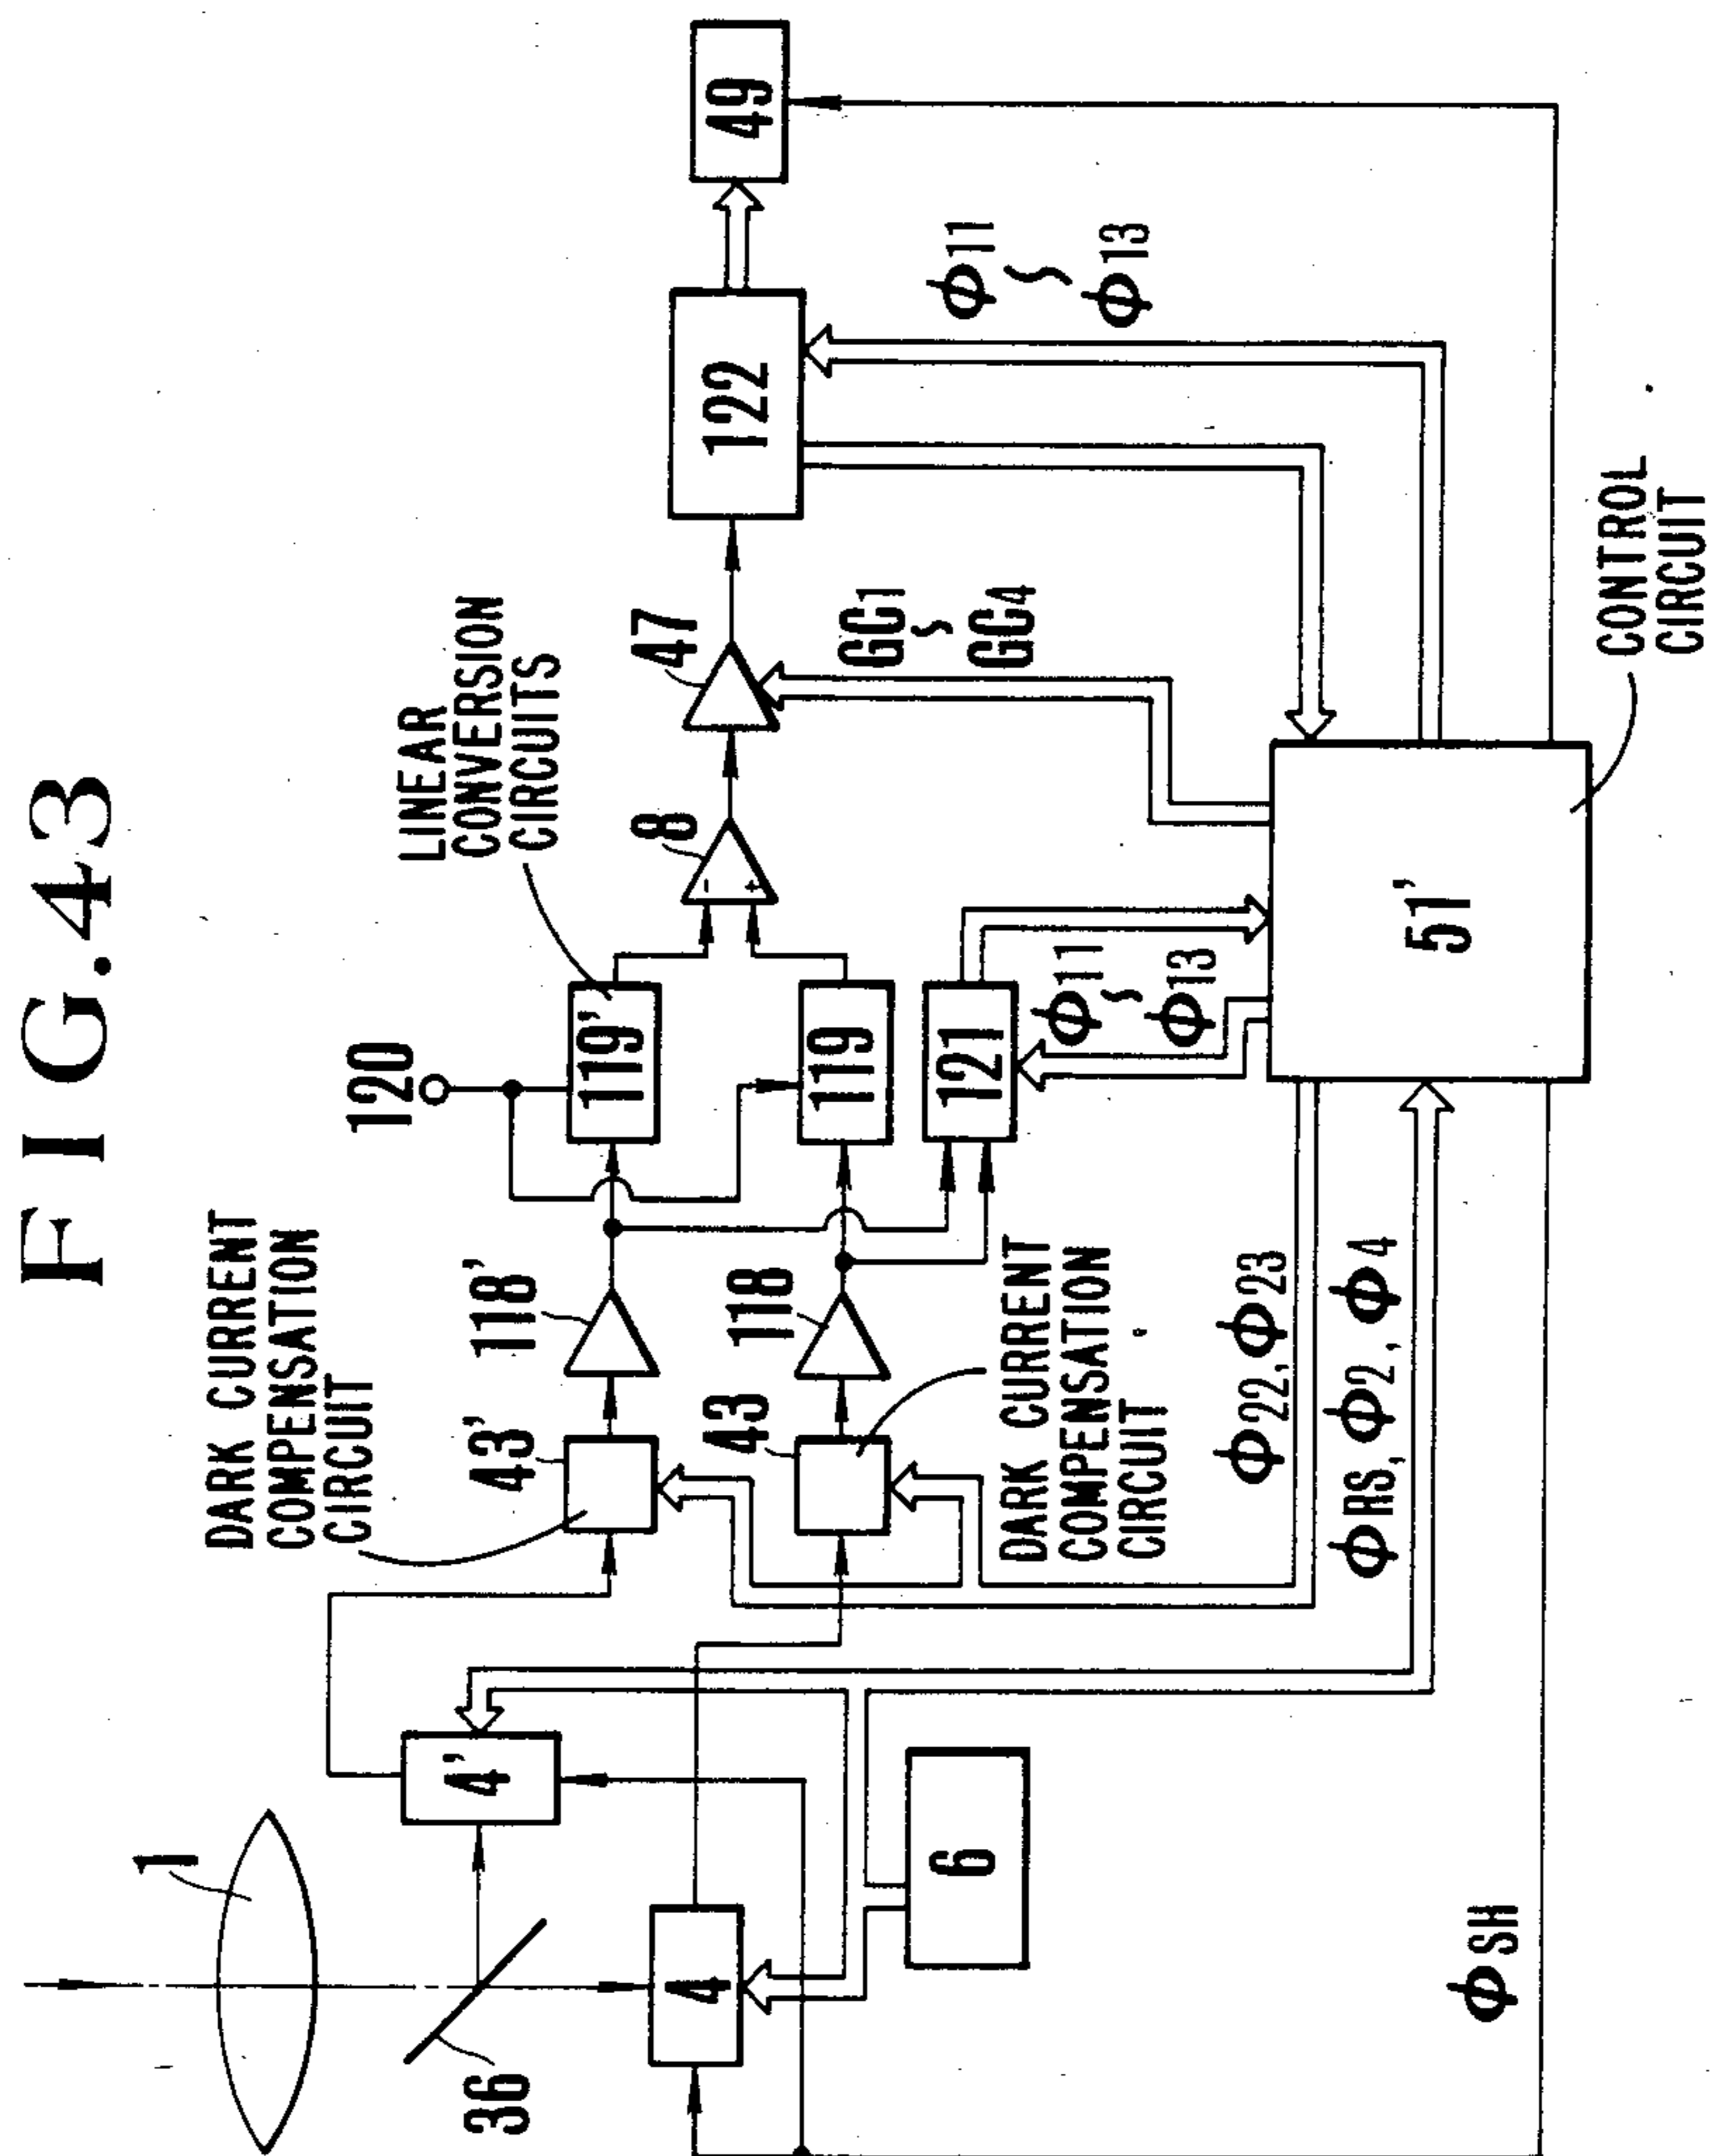 FIG.43
1
36
4'
4
6
DARK CURRENT
COMPENSATION
CIRCUIT
43'
118'
43
118
DARK CURRENT
COMPENSATION
CIRCUIT
120
119'
119
121
LINEAR
CONVERSION
CIRCUITS
8
-
+
47
GC1
~
GC4
122
49
ϕ11
~
ϕ13
ϕ11
~
ϕ13
ϕ22, ϕ23
ϕRS, ϕ2, ϕ4
ϕSH
51'
CONTROL
CIRCUIT